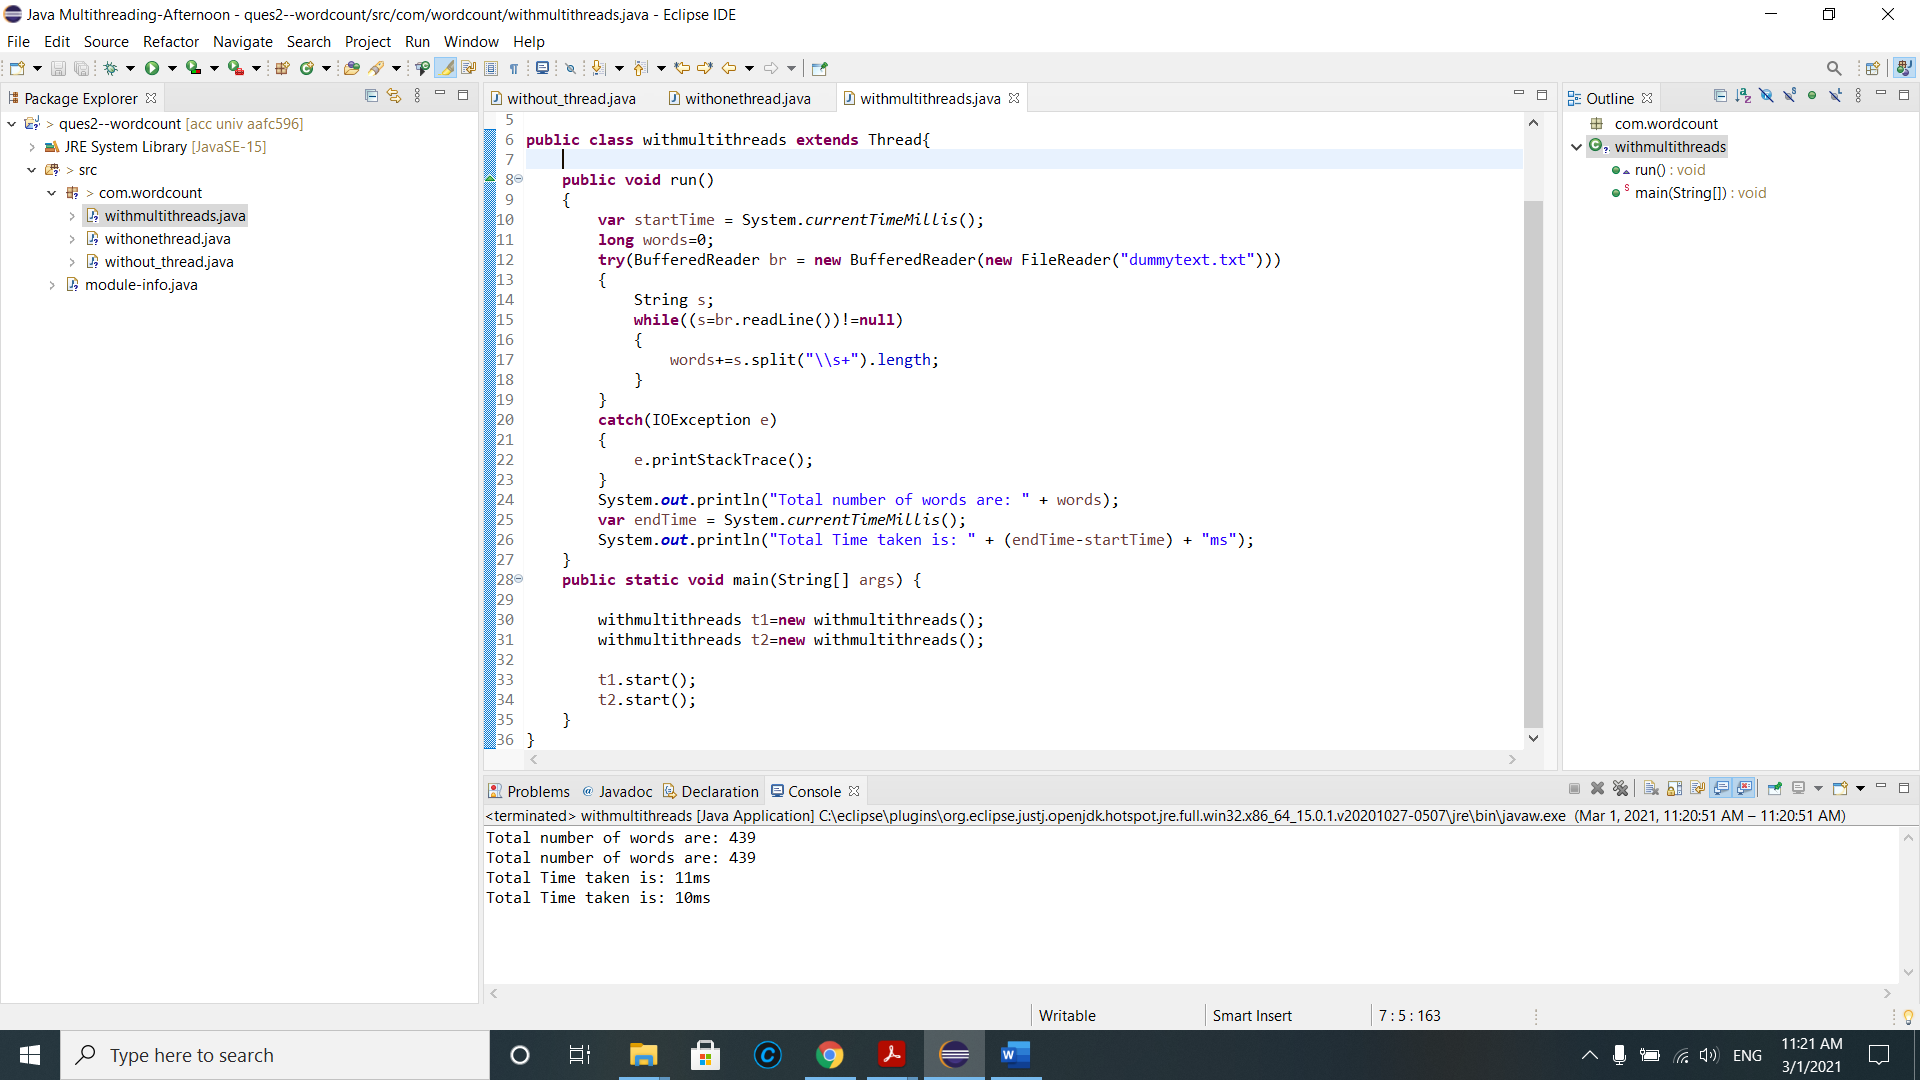 Java Multithreading-Afternoon - ques2--wordcount/src/com/wordcount/withmultithreads.java - Eclipse IDE
File Edit Source Refactor Navigate Search Project Run Window Help
Package Explorer
ques2--wordcount [acc univ aafc596]
JRE System Library [JavaSE-15]
> src
> com.wordcount
withmultithreads.java
withonethread.java
without_thread.java
module-info.java
without_thread.java withonethread.java withmultithreads.java
5
6 public class withmultithreads extends Thread{
7
8 public void run()
9 {
10 var startTime = System.currentTimeMillis();
11 long words=0;
12 try(BufferedReader br = new BufferedReader(new FileReader("dummytext.txt")))
13 {
14 String s;
15 while((s=br.readLine())!=null)
16 {
17 words+=s.split("\\s+").length;
18 }
19 }
20 catch(IOException e)
21 {
22 e.printStackTrace();
23 }
24 System.out.println("Total number of words are: " + words);
25 var endTime = System.currentTimeMillis();
26 System.out.println("Total Time taken is: " + (endTime-startTime) + "ms");
27 }
28 public static void main(String[] args) {
29
30 withmultithreads t1=new withmultithreads();
31 withmultithreads t2=new withmultithreads();
32
33 t1.start();
34 t2.start();
35 }
36 }
Outline
com.wordcount
withmultithreads
run() : void
main(String[]) : void
Problems @ Javadoc Declaration Console
<terminated> withmultithreads [Java Application] C:\eclipse\plugins\org.eclipse.justj.openjdk.hotspot.jre.full.win32.x86_64_15.0.1.v20201027-0507\jre\bin\javaw.exe (Mar 1, 2021, 11:20:51 AM – 11:20:51 AM)
Total number of words are: 439
Total number of words are: 439
Total Time taken is: 11ms
Total Time taken is: 10ms
Writable Smart Insert 7 : 5 : 163
Type here to search
ENG
11:21 AM
3/1/2021